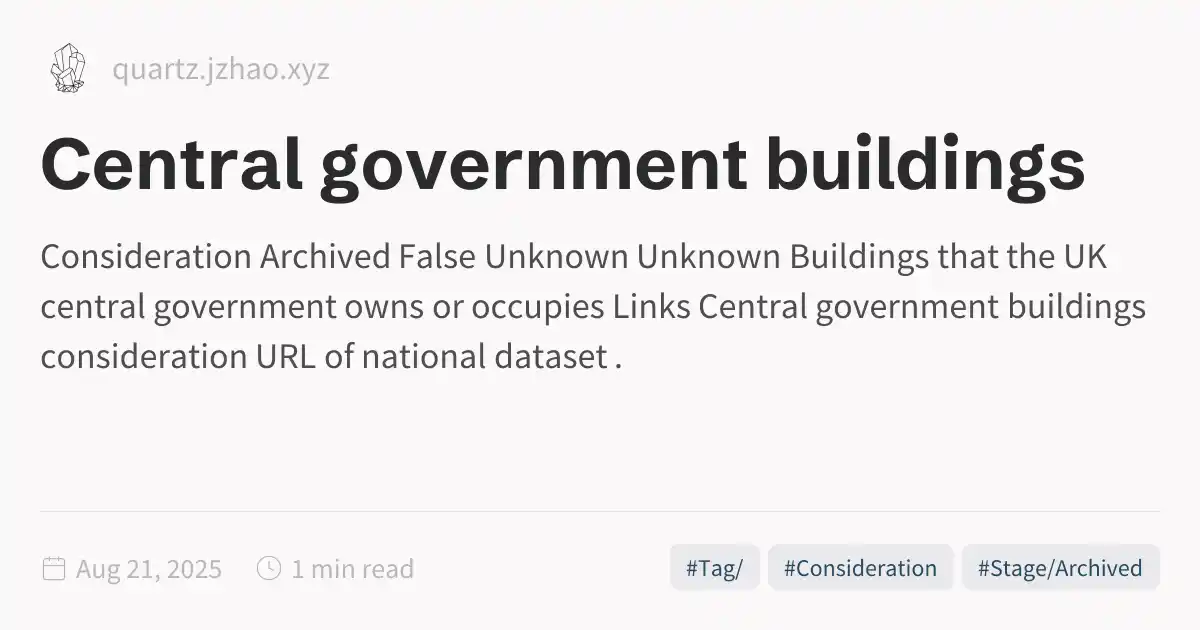 quartz.jzhao.xyz
Central government buildings
Consideration Archived False Unknown Unknown Buildings that the UK
central government owns or occupies Links Central government buildings
consideration URL of national dataset .
Aug 21, 2025 1 min read #Tag/ #Consideration #Stage/Archived